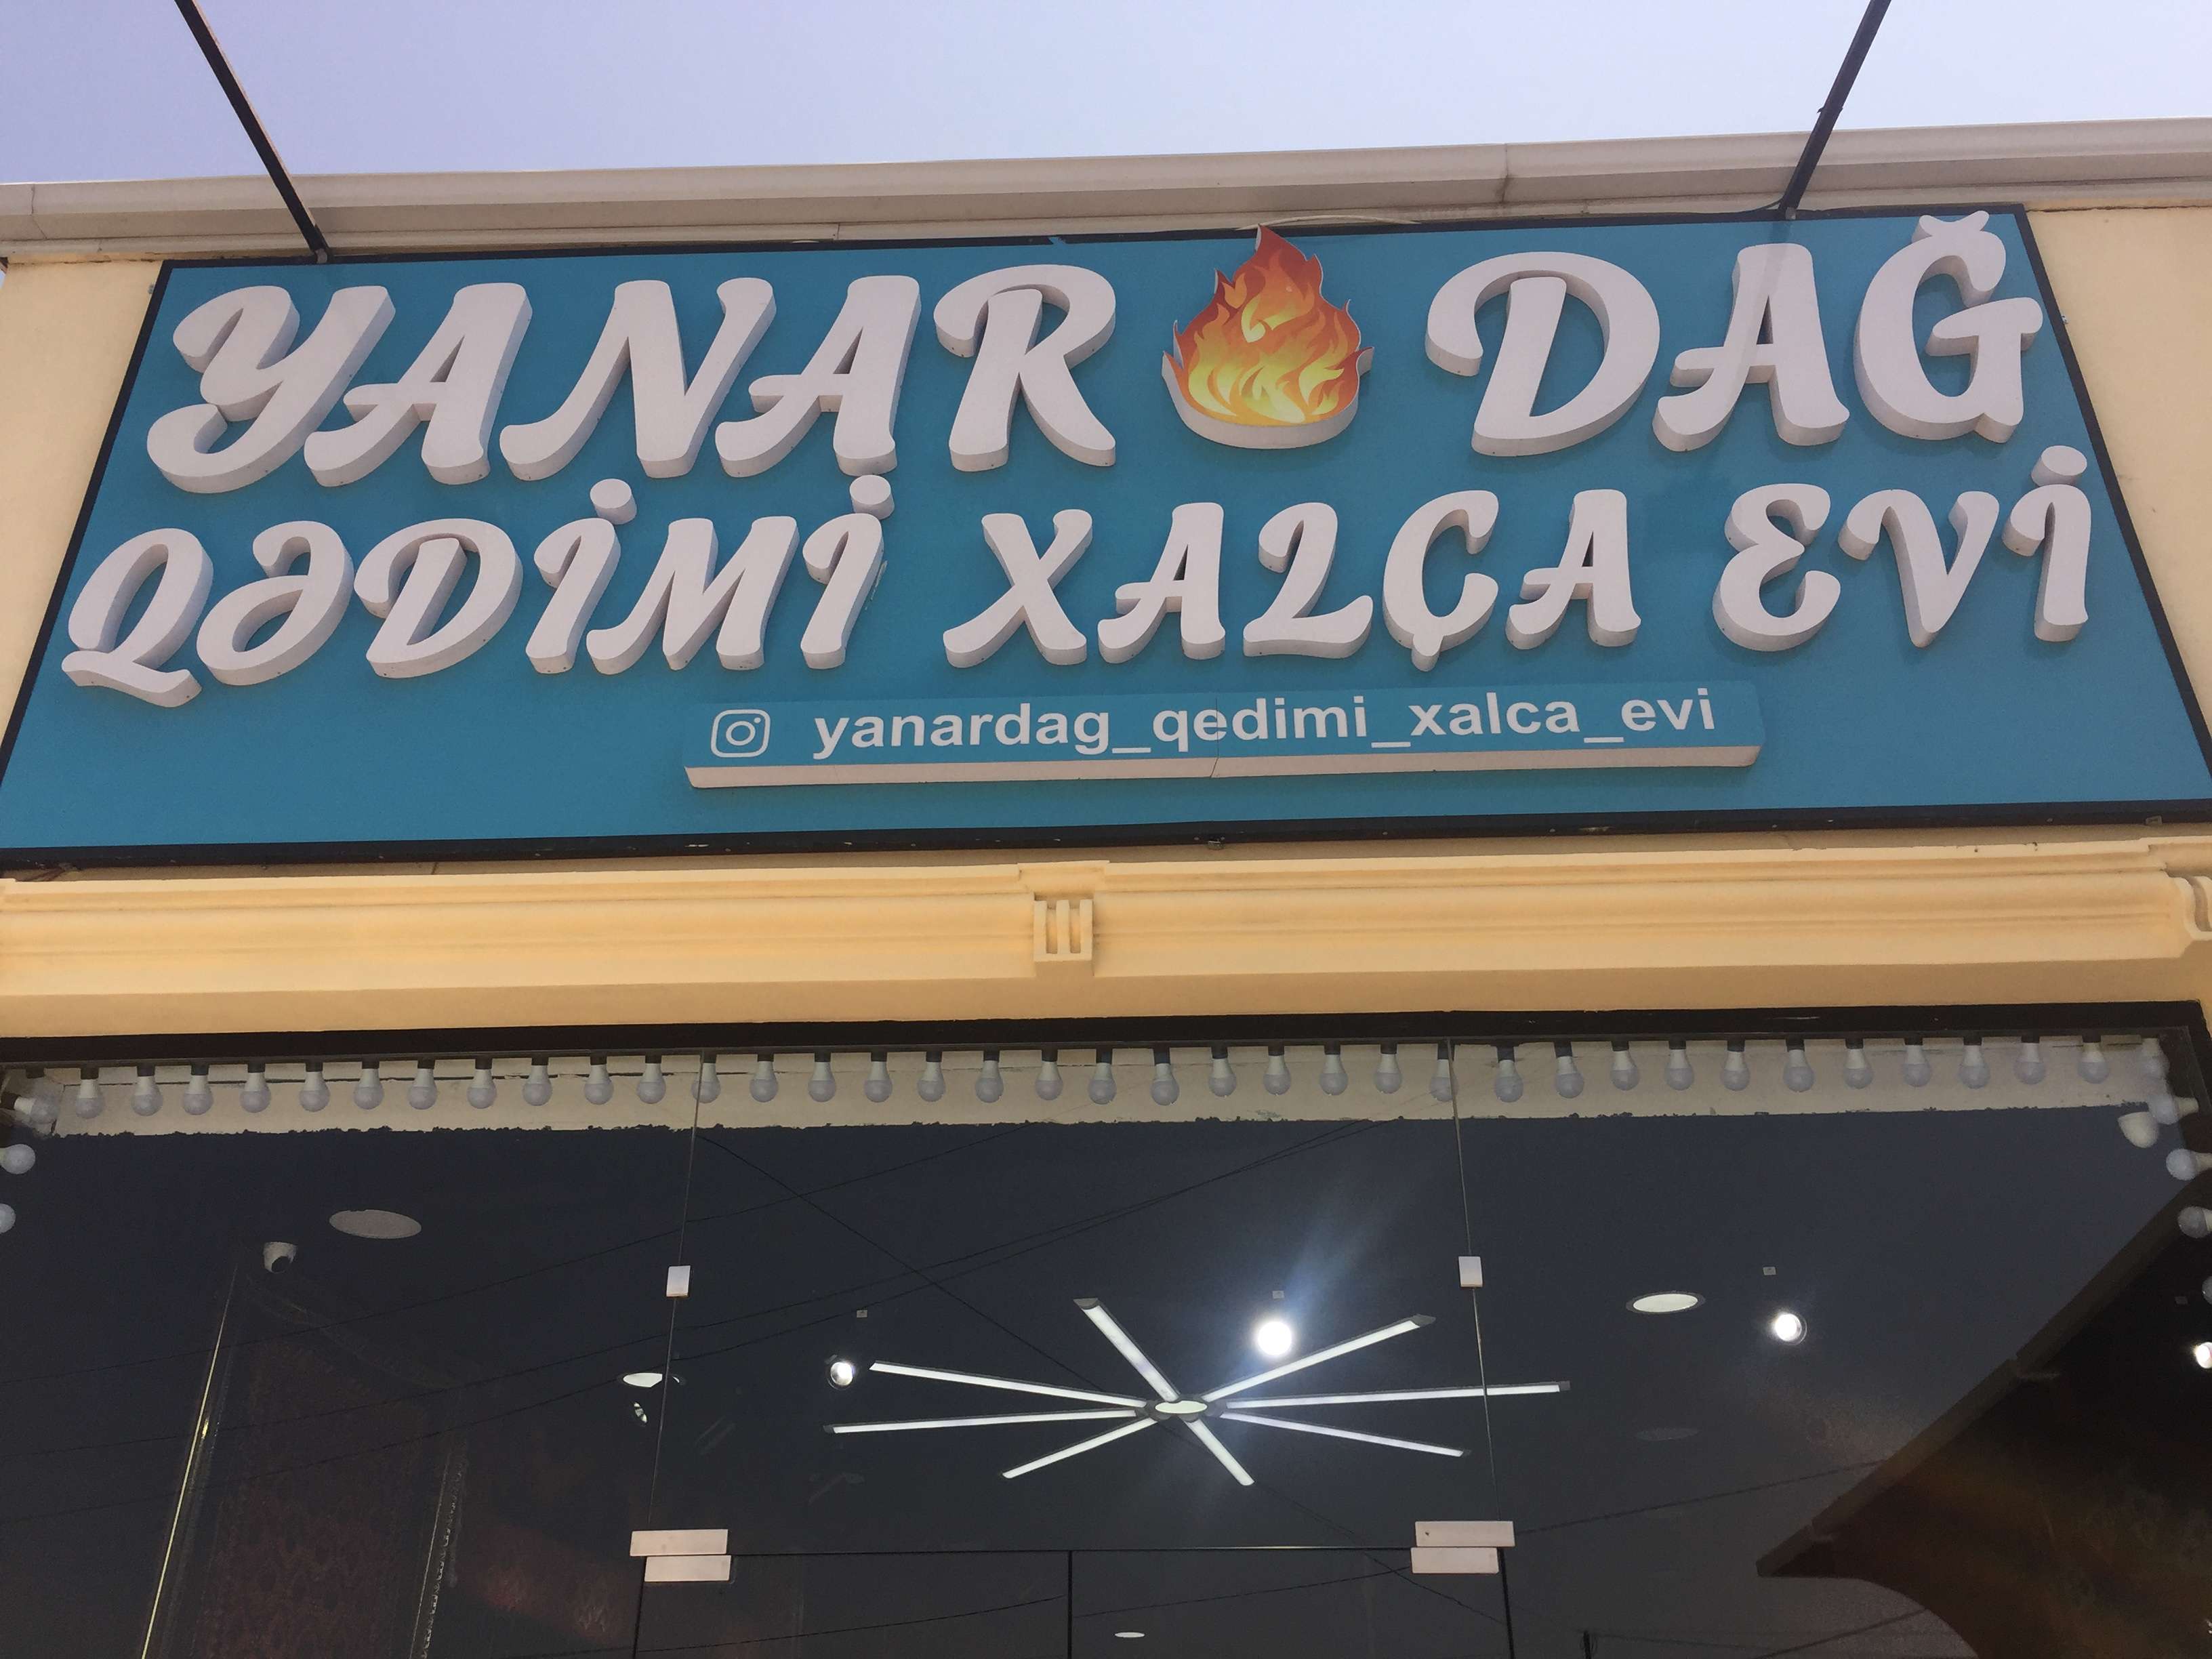 YANAR DAĞ
QƏDİMİ XALÇA EVİ
yanardag_qedimi_xalca_evi